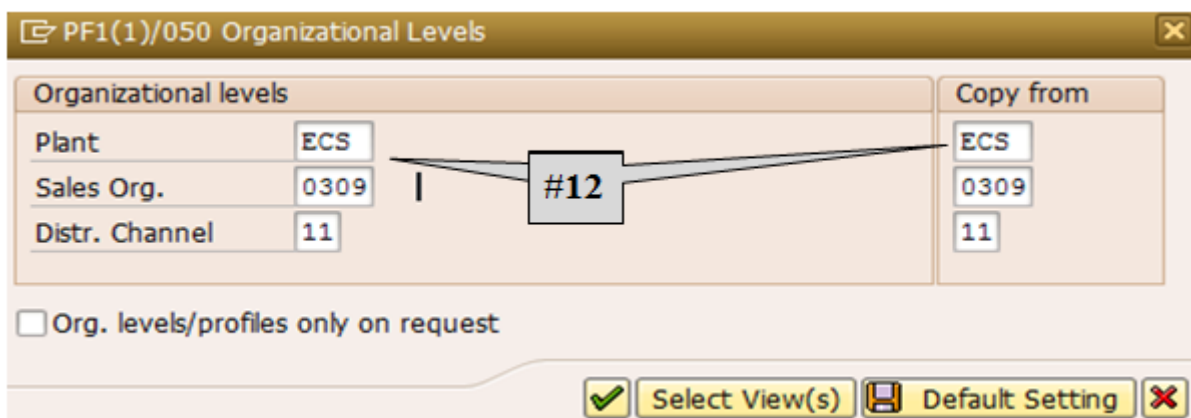 PF1(1)/050 Organizational Levels
Organizational levels Copy from
Plant ECS ECS
Sales Org. 0309 #12 0309
Distr. Channel 11 11
Org. levels/profiles only on request
Select View(s) Default Setting